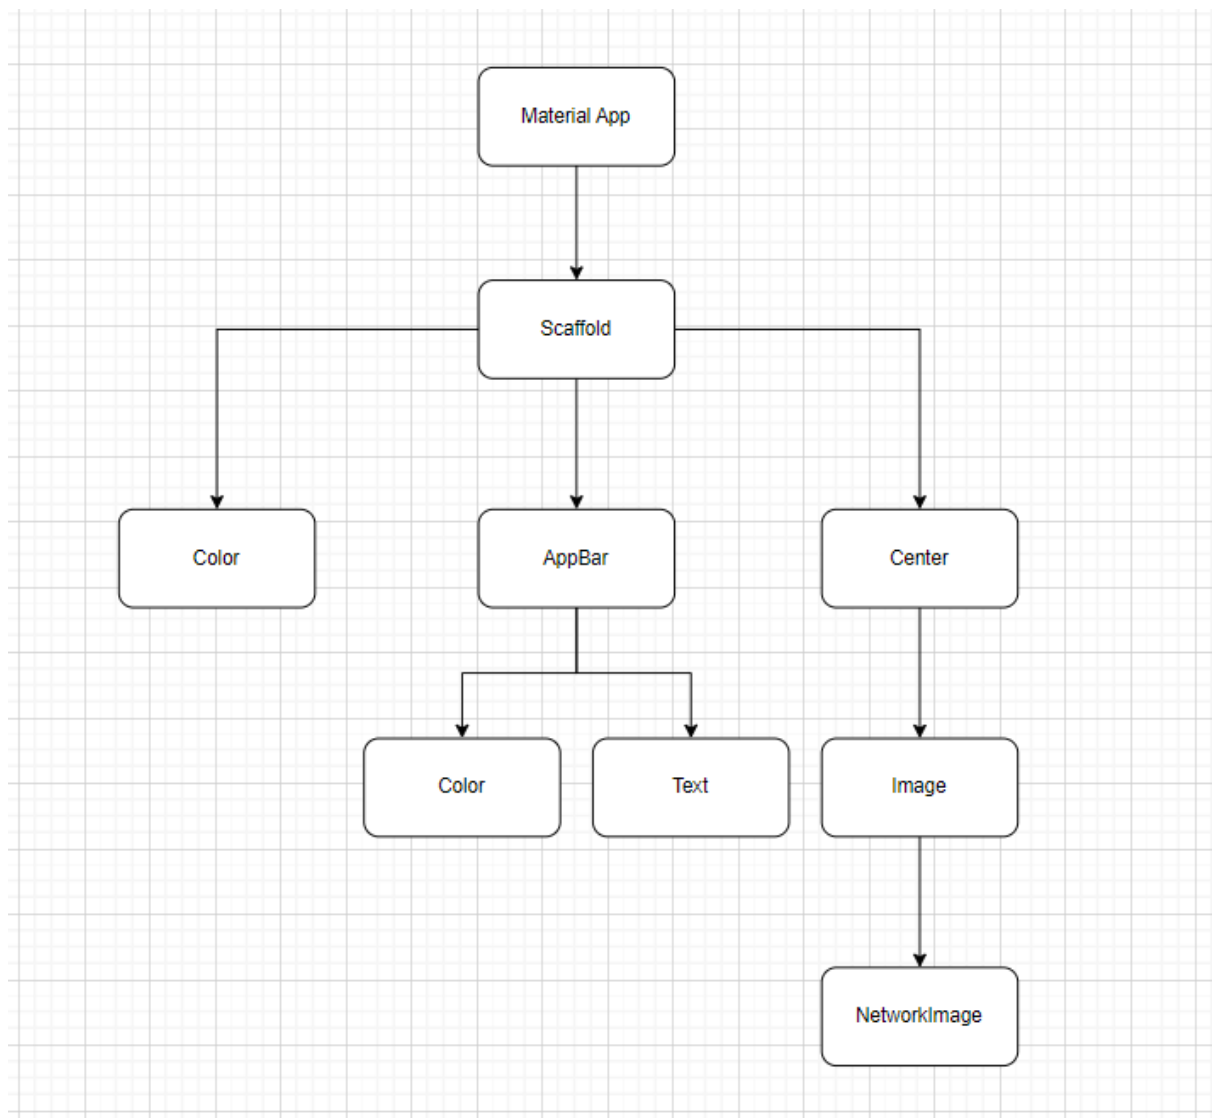 Material App
Scaffold
Color
AppBar
Center
Color
Text
Image
NetworkImage